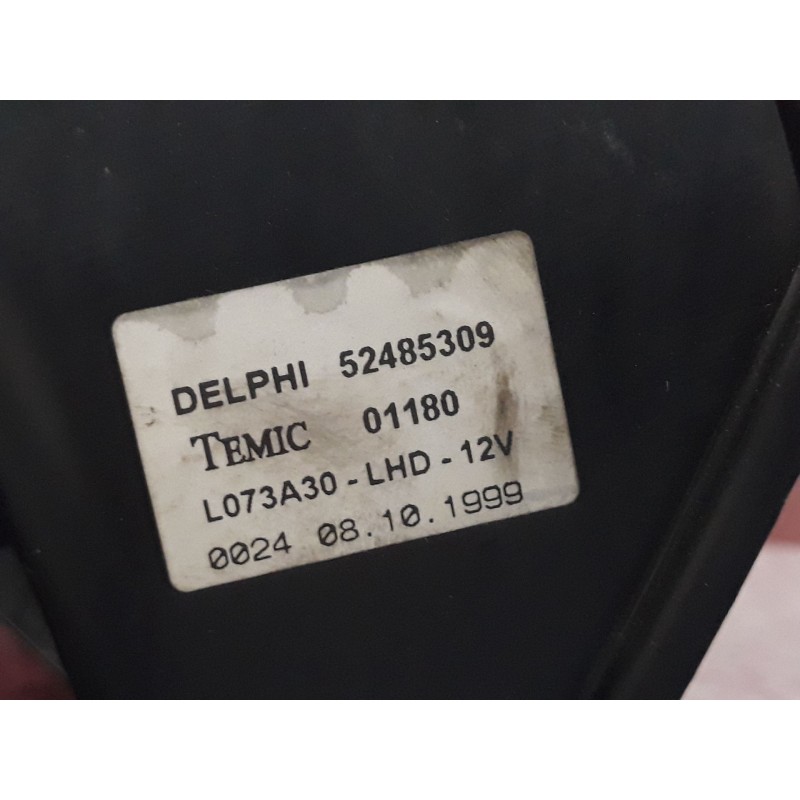 DELPHI 52485309
TEMIC 01180
L073A30 - LHD - 12V
0024 08.10.1999